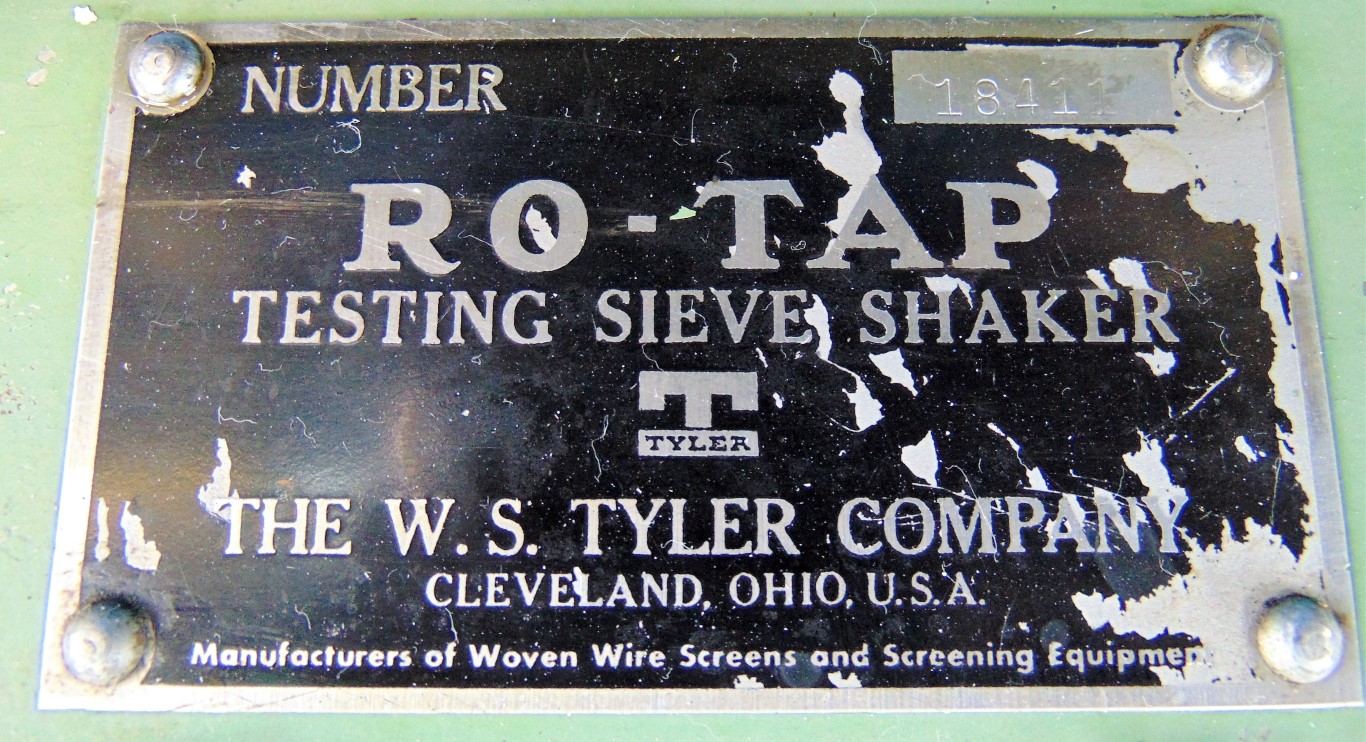 NUMBER 18411
RO-TAP
TESTING SIEVE SHAKER
T
TYLER
THE W. S. TYLER COMPANY
CLEVELAND, OHIO, U.S.A.
Manufacturers of Woven Wire Screens and Screening Equipmen